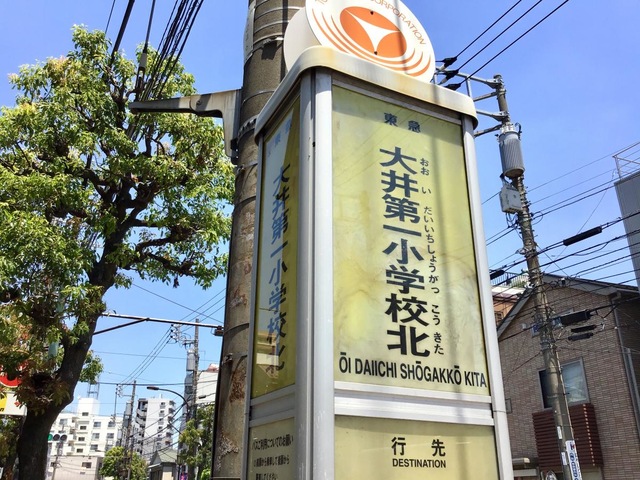 CORPORATION
東急
大井第一小学校北
おおい だいいちしょうがっこう きた
ŌI DAIICHI SHŌGAKKŌ KITA
行先
DESTINATION
大井第一小学校北